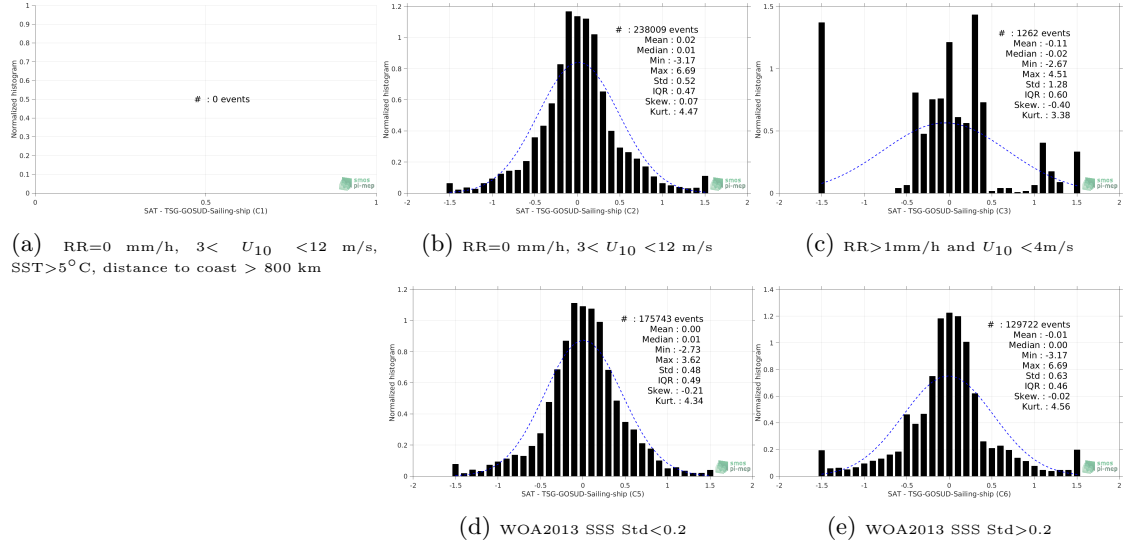 1
0.9
0.8
0.7
0.6
0.5
0.4
0.3
0.2
0.1
0
Normalized histogram
# : 0 events
0 0.5 1
SAT - TSG-GOSUD-Sailing-ship (C1)
smos
pi-mep
(a) RR=0 mm/h, 3< U10 <12 m/s,
SST>5°C, distance to coast > 800 km
1.2
1
0.8
0.6
0.4
0.2
0
Normalized histogram
# : 238009 events
Mean : 0.02
Median : 0.01
Min : -3.17
Max : 6.69
Std : 0.52
IQR : 0.47
Skew. : 0.07
Kurt. : 4.47
-2 -1.5 -1 -0.5 0 0.5 1 1.5 2
SAT - TSG-GOSUD-Sailing-ship (C2)
smos
pi-mep
(b) RR=0 mm/h, 3< U10 <12 m/s
1.5
1
0.5
0
Normalized histogram
# : 1262 events
Mean : -0.11
Median : -0.02
Min : -2.67
Max : 4.51
Std : 1.28
IQR : 0.60
Skew. : -0.40
Kurt. : 3.38
-2 -1.5 -1 -0.5 0 0.5 1 1.5 2
SAT - TSG-GOSUD-Sailing-ship (C3)
smos
pi-mep
(c) RR>1mm/h and U10 <4m/s
1.2
1
0.8
0.6
0.4
0.2
0
Normalized histogram
# : 175743 events
Mean : 0.00
Median : 0.01
Min : -2.73
Max : 3.62
Std : 0.48
IQR : 0.49
Skew. : -0.21
Kurt. : 4.34
-2 -1.5 -1 -0.5 0 0.5 1 1.5 2
SAT - TSG-GOSUD-Sailing-ship (C5)
smos
pi-mep
(d) WOA2013 SSS Std<0.2
1.4
1.2
1
0.8
0.6
0.4
0.2
0
Normalized histogram
# : 129722 events
Mean : -0.01
Median : 0.00
Min : -3.17
Max : 6.69
Std : 0.63
IQR : 0.46
Skew. : -0.02
Kurt. : 4.56
-2 -1.5 -1 -0.5 0 0.5 1 1.5 2
SAT - TSG-GOSUD-Sailing-ship (C6)
smos
pi-mep
(e) WOA2013 SSS Std>0.2